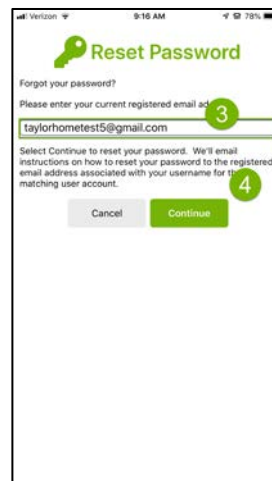 Verizon 9:16 AM 78%
Reset Password
Forgot your password?
Please enter your current registered email ad
3
taylorhometest5@gmail.com
Select Continue to reset your password. We'll email
instructions on how to reset your password to the registered
email address associated with your username for th
4
matching user account.
Cancel Continue